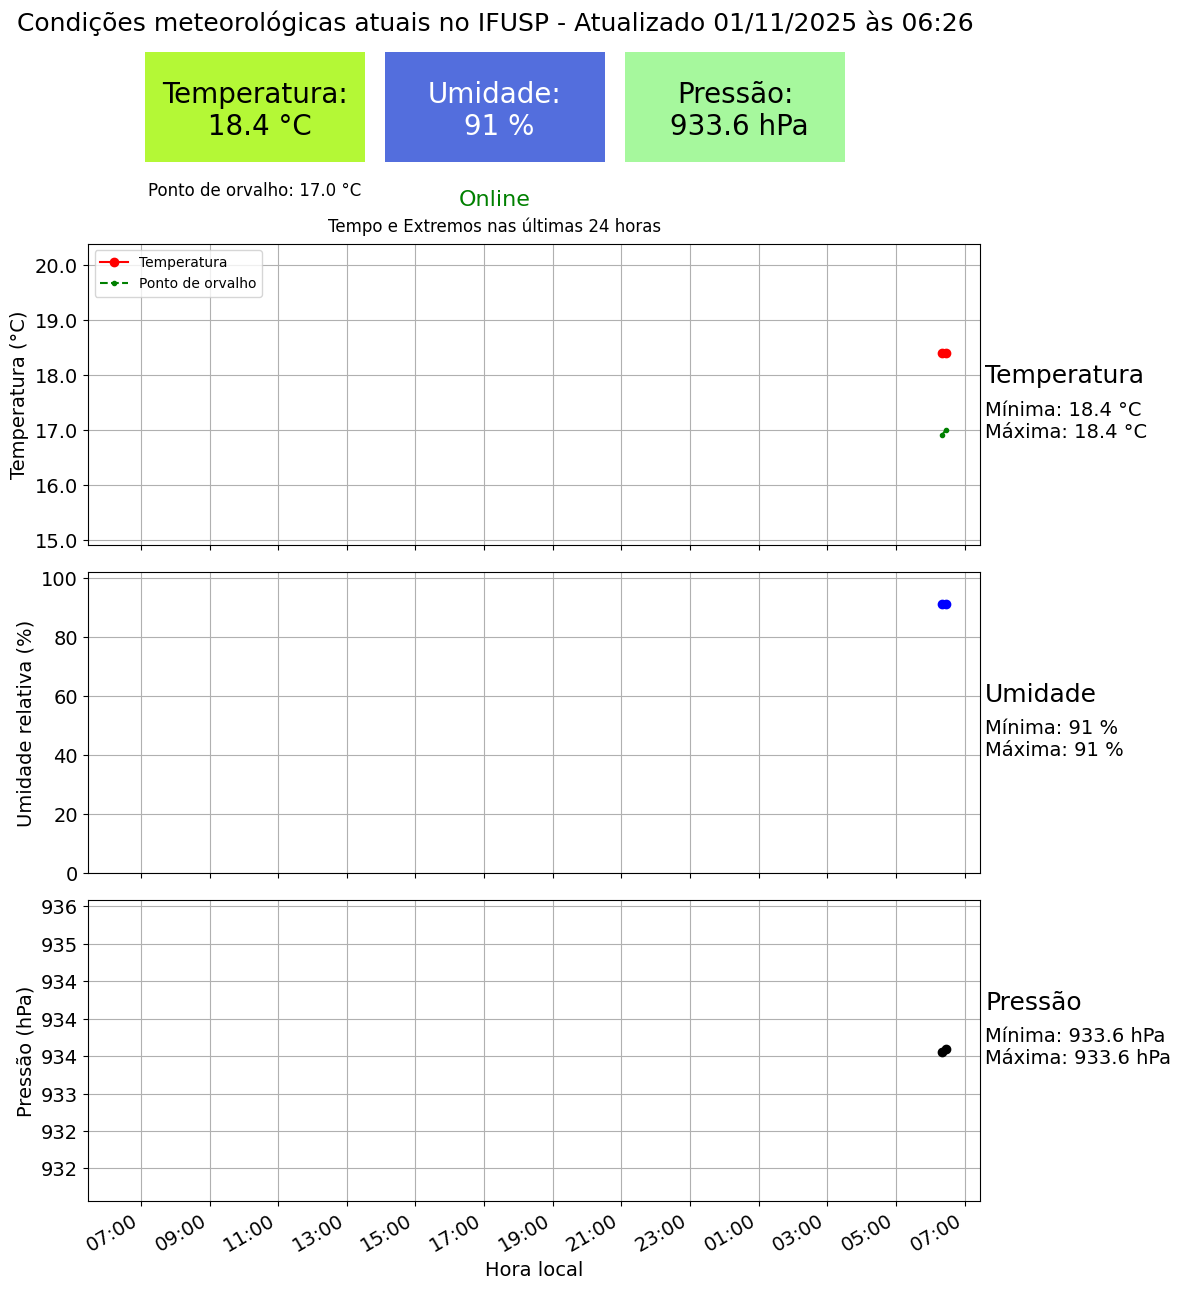 Condições meteorológicas atuais no IFUSP - Atualizado 01/11/2025 às 06:26
Temperatura:
18.4 °C
Umidade:
91 %
Pressão:
933.6 hPa
Ponto de orvalho: 17.0 °C
Online
Tempo e Extremos nas últimas 24 horas
Temperatura
Ponto de orvalho
Temperatura (°C)
20.0
19.0
18.0
17.0
16.0
15.0
Temperatura
Mínima: 18.4 °C
Máxima: 18.4 °C
Umidade relativa (%)
100
80
60
40
20
0
Umidade
Mínima: 91 %
Máxima: 91 %
Pressão (hPa)
936
935
934
934
934
933
932
932
Pressão
Mínima: 933.6 hPa
Máxima: 933.6 hPa
07:00
09:00
11:00
13:00
15:00
17:00
19:00
21:00
23:00
01:00
03:00
05:00
07:00
Hora local